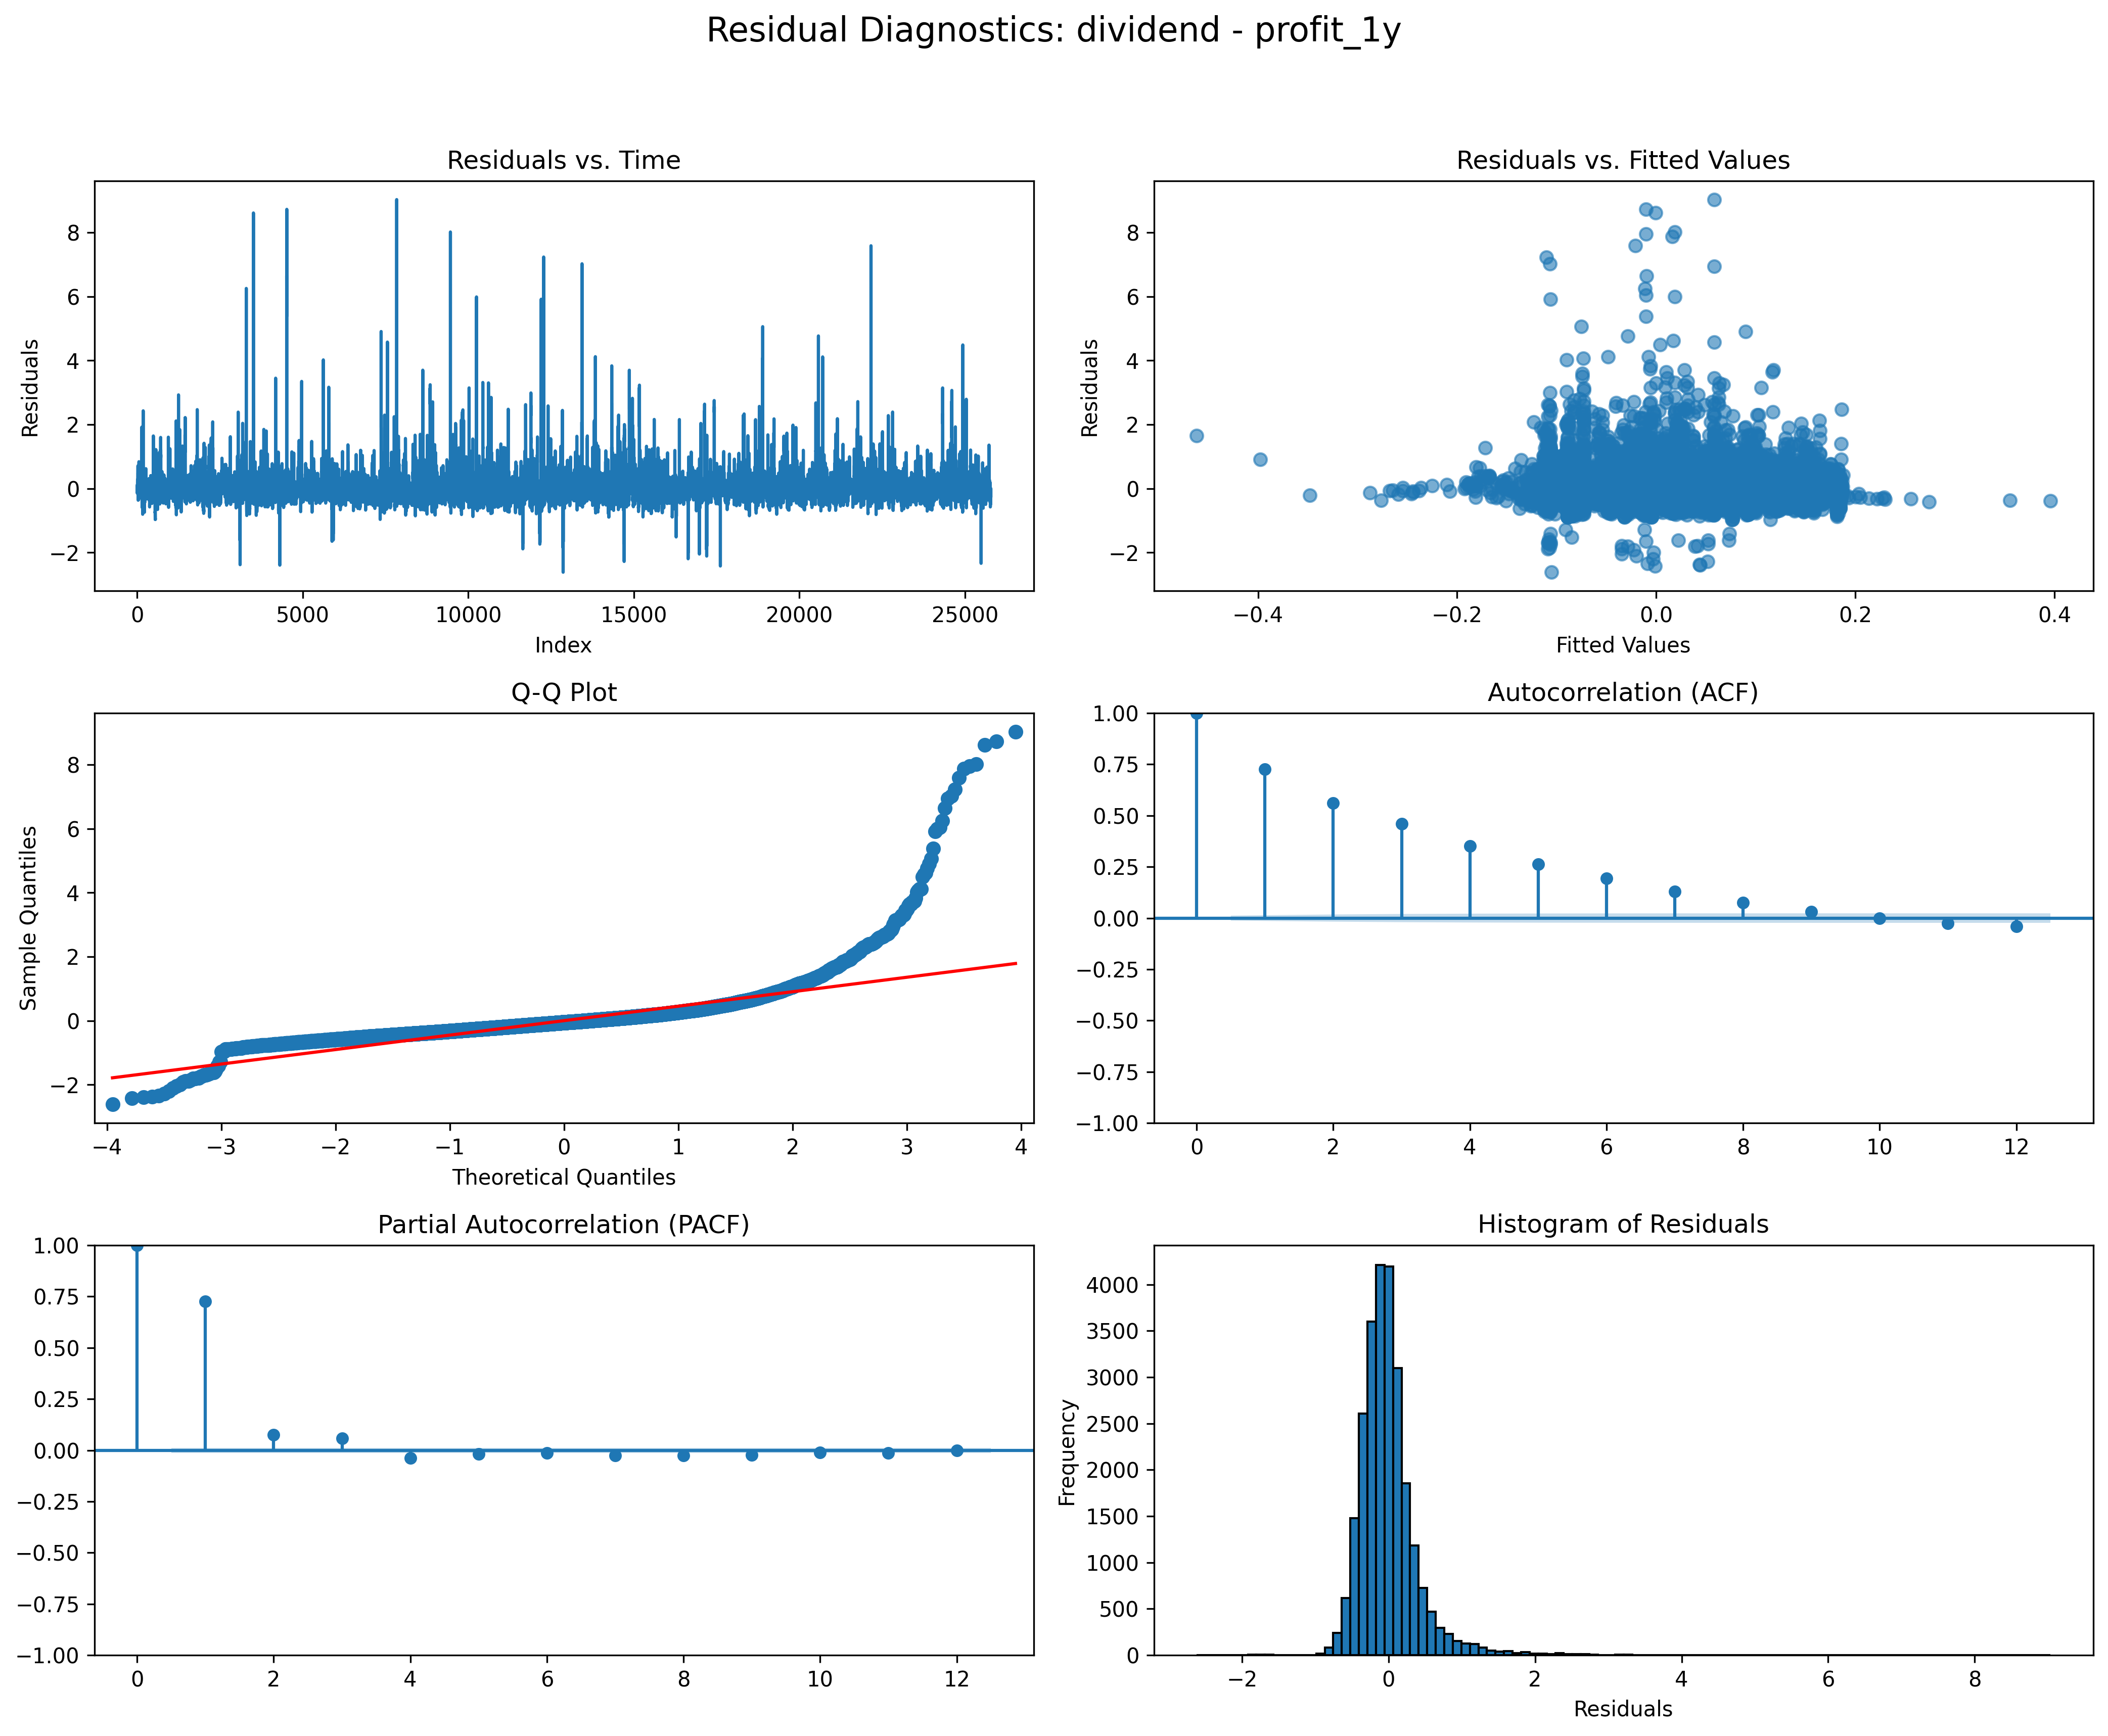 Residual Diagnostics: dividend - profit_1y
Residuals vs. Time
Residuals
8
6
4
2
0
−2
0 5000 10000 15000 20000 25000
Index
Residuals vs. Fitted Values
Residuals
8
6
4
2
0
−2
−0.4 −0.2 0.0 0.2 0.4
Fitted Values
Q-Q Plot
Sample Quantiles
8
6
4
2
0
−2
−4 −3 −2 −1 0 1 2 3 4
Theoretical Quantiles
Autocorrelation (ACF)
1.00
0.75
0.50
0.25
0.00
−0.25
−0.50
−0.75
−1.00
0 2 4 6 8 10 12
Partial Autocorrelation (PACF)
1.00
0.75
0.50
0.25
0.00
−0.25
−0.50
−0.75
−1.00
0 2 4 6 8 10 12
Histogram of Residuals
Frequency
4000
3500
3000
2500
2000
1500
1000
500
0
−2 0 2 4 6 8
Residuals